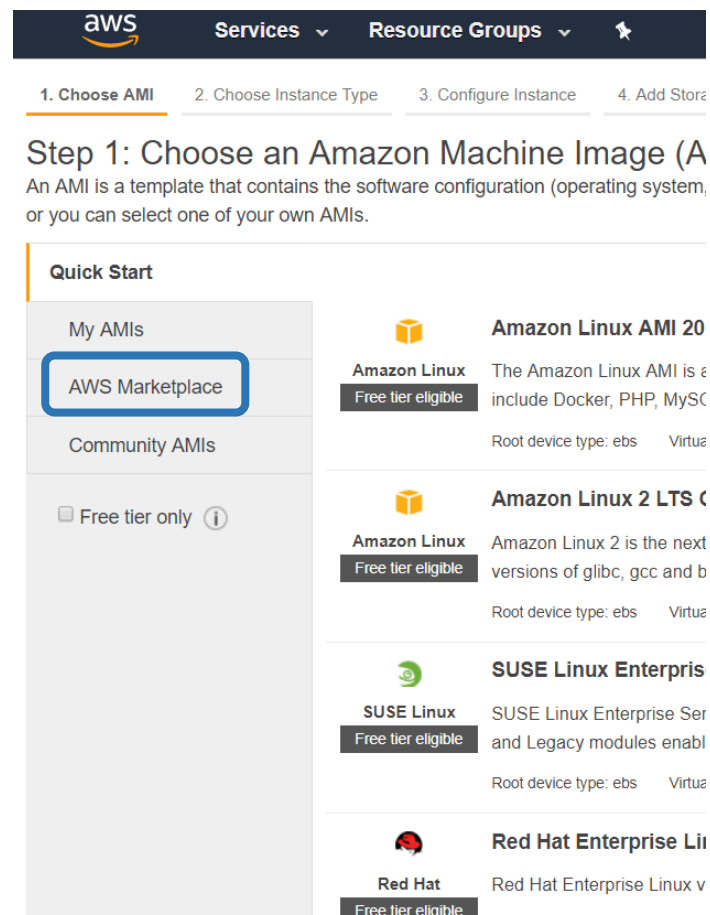 aws Services Resource Groups
1. Choose AMI 2. Choose Instance Type 3. Configure Instance 4. Add Stora
Step 1: Choose an Amazon Machine Image (A
An AMI is a template that contains the software configuration (operating system,
or you can select one of your own AMIs.
Quick Start
My AMIs
AWS Marketplace
Community AMIs
Free tier only
Amazon Linux
Free tier eligible
Amazon Linux AMI 20
The Amazon Linux AMI is a
include Docker, PHP, MySQ
Root device type: ebs Virtua
Amazon Linux
Free tier eligible
Amazon Linux 2 LTS C
Amazon Linux 2 is the next
versions of glibc, gcc and b
Root device type: ebs Virtua
SUSE Linux
Free tier eligible
SUSE Linux Enterprise
SUSE Linux Enterprise Ser
and Legacy modules enabl
Root device type: ebs Virtua
Red Hat
Free tier eligible
Red Hat Enterprise Li
Red Hat Enterprise Linux v